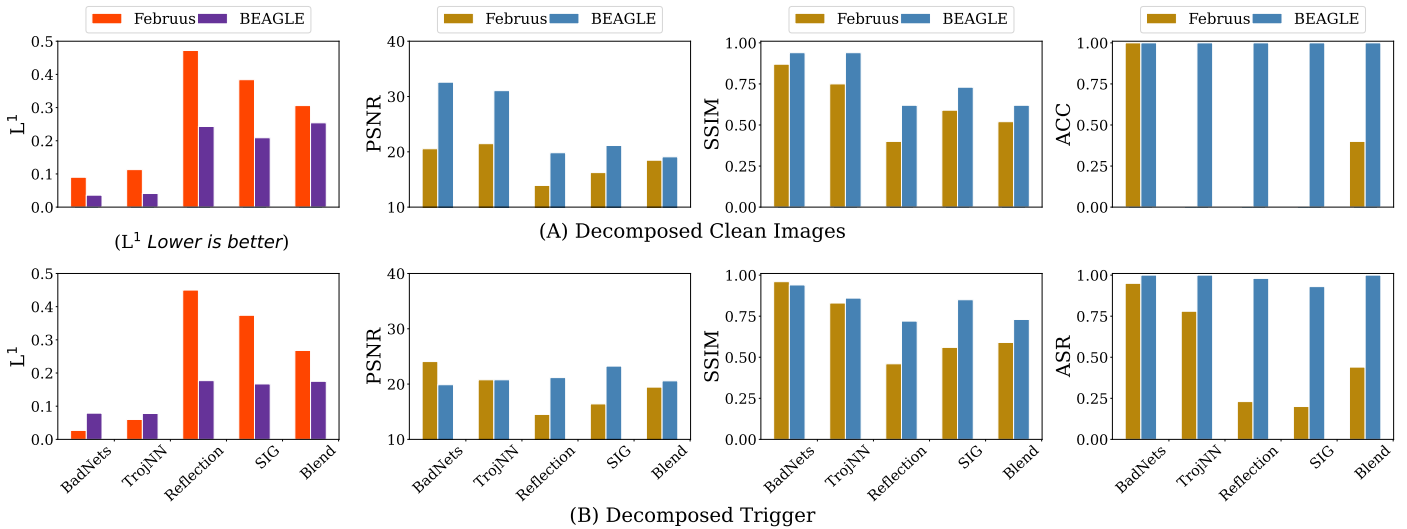 Februus BEAGLE Februus BEAGLE Februus BEAGLE Februus BEAGLE
L¹ 0.5 0.4 0.3 0.2 0.1 0.0
PSNR 40 30 20 10
SSIM 1.00 0.75 0.50 0.25 0.00
ACC 1.00 0.75 0.50 0.25 0.00
(L¹ Lower is better)
(A) Decomposed Clean Images
L¹ 0.5 0.4 0.3 0.2 0.1 0.0
PSNR 40 30 20 10
SSIM 1.00 0.75 0.50 0.25 0.00
ASR 1.00 0.75 0.50 0.25 0.00
BadNets TrojNN Reflection SIG Blend
BadNets TrojNN Reflection SIG Blend
BadNets TrojNN Reflection SIG Blend
BadNets TrojNN Reflection SIG Blend
(B) Decomposed Trigger